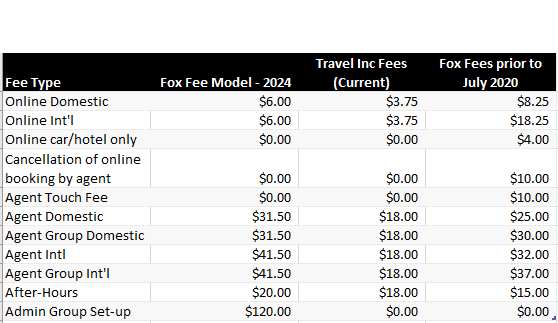 Fee Type Fox Fee Model - 2024 Travel Inc Fees (Current) Fox Fees prior to July 2020
Online Domestic $6.00 $3.75 $8.25
Online Int'l $6.00 $3.75 $18.25
Online car/hotel only $0.00 $0.00 $4.00
Cancellation of online
booking by agent $0.00 $0.00 $10.00
Agent Touch Fee $0.00 $0.00 $10.00
Agent Domestic $31.50 $18.00 $25.00
Agent Group Domestic $31.50 $18.00 $30.00
Agent Intl $41.50 $18.00 $32.00
Agent Group Int'l $41.50 $18.00 $37.00
After-Hours $20.00 $18.00 $15.00
Admin Group Set-up $120.00 $0.00 $0.00